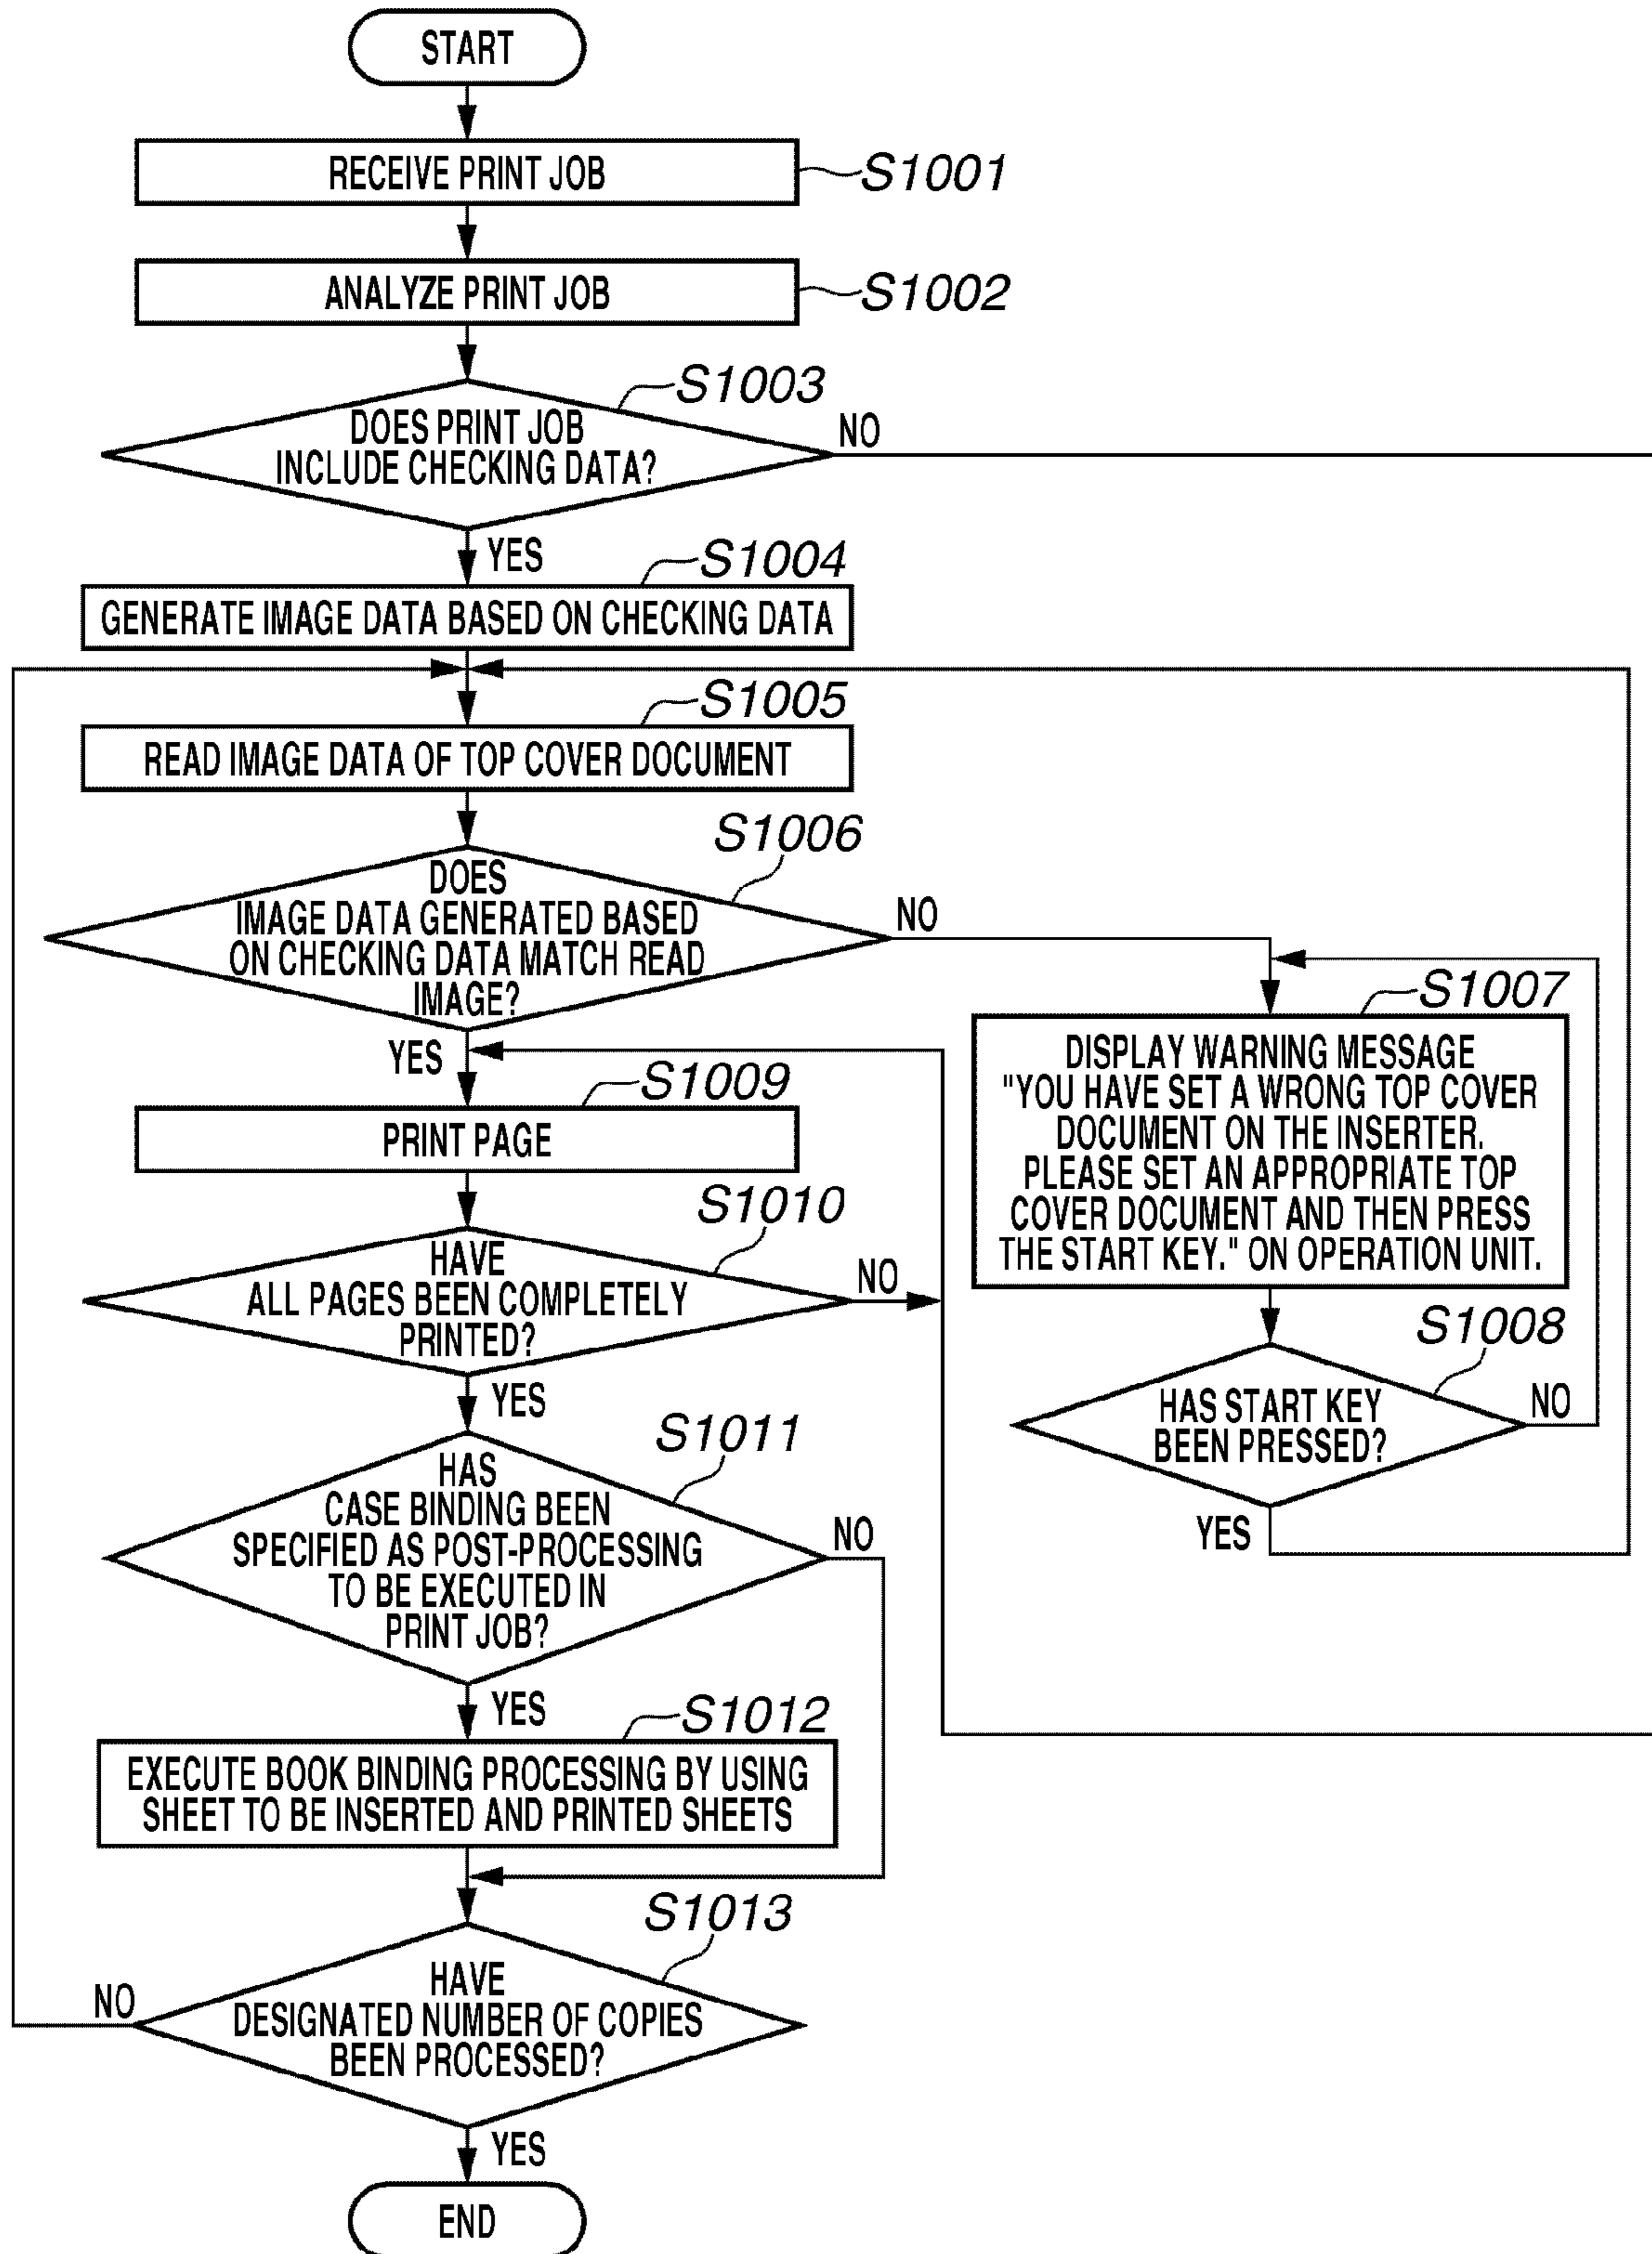 START
RECEIVE PRINT JOB
S1001
ANALYZE PRINT JOB
S1002
S1003
DOES PRINT JOB
INCLUDE CHECKING DATA?
NO
YES
S1004
GENERATE IMAGE DATA BASED ON CHECKING DATA
S1005
READ IMAGE DATA OF TOP COVER DOCUMENT
S1006
DOES
IMAGE DATA GENERATED BASED
ON CHECKING DATA MATCH READ
IMAGE?
NO
YES
S1007
DISPLAY WARNING MESSAGE
"YOU HAVE SET A WRONG TOP COVER
DOCUMENT ON THE INSERTER.
PLEASE SET AN APPROPRIATE TOP
COVER DOCUMENT AND THEN PRESS
THE START KEY." ON OPERATION UNIT.
S1008
HAS START KEY
BEEN PRESSED?
NO
YES
S1009
PRINT PAGE
S1010
HAVE
ALL PAGES BEEN COMPLETELY
PRINTED?
NO
YES
S1011
HAS
CASE BINDING BEEN
SPECIFIED AS POST-PROCESSING
TO BE EXECUTED IN
PRINT JOB?
NO
YES
S1012
EXECUTE BOOK BINDING PROCESSING BY USING
SHEET TO BE INSERTED AND PRINTED SHEETS
S1013
HAVE
DESIGNATED NUMBER OF COPIES
BEEN PROCESSED?
NO
YES
END